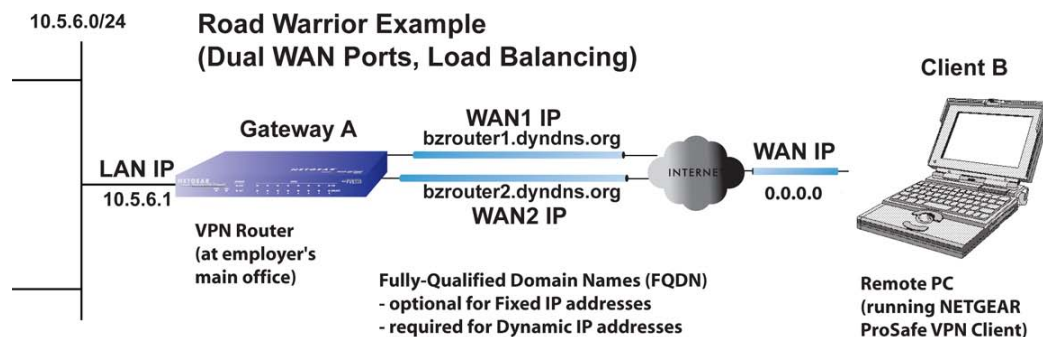 10.5.6.0/24
Road Warrior Example
(Dual WAN Ports, Load Balancing)
Client B
Gateway A
WAN1 IP
bzrouter1.dyndns.org
LAN IP
10.5.6.1
NETGEAR
INTERNE
WAN IP
0.0.0.0
bzrouter2.dyndns.org
WAN2 IP
VPN Router
(at employer's
main office)
Fully-Qualified Domain Names (FQDN)
- optional for Fixed IP addresses
- required for Dynamic IP addresses
Remote PC
(running NETGEAR
ProSafe VPN Client)